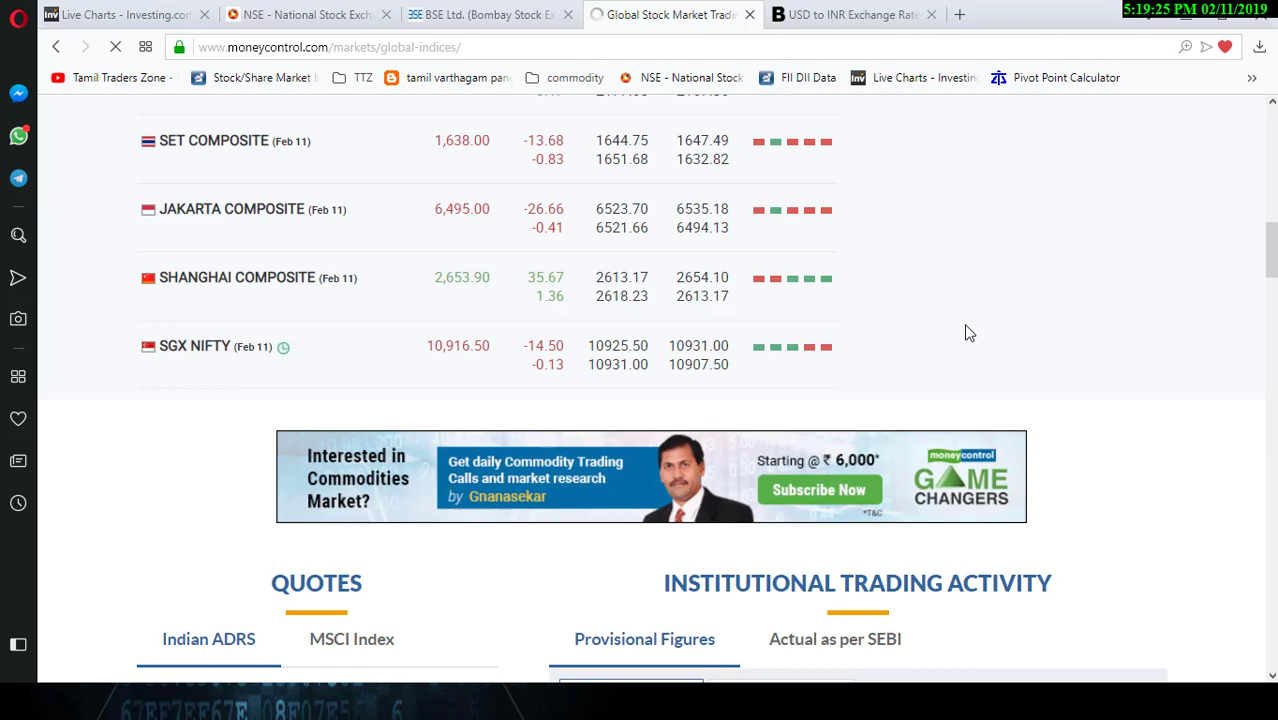 5:19:25 PM 02/11/2019
Live Charts - Investing.com
NSE - National Stock Exch
BSE Ltd. (Bombay Stock Ex
Global Stock Market Tradi
USD to INR Exchange Rate
www.moneycontrol.com/markets/global-indices/
Tamil Traders Zone -
Stock/Share Market I
TTZ
tamil varthagam pan
commodity
NSE - National Stock
FII DII Data
Live Charts - Investin
Pivot Point Calculator
SET COMPOSITE (Feb 11) 1,638.00 -13.68 1644.75 1647.49
-0.83 1651.68 1632.82
JAKARTA COMPOSITE (Feb 11) 6,495.00 -26.66 6523.70 6535.18
-0.41 6521.66 6494.13
SHANGHAI COMPOSITE (Feb 11) 2,653.90 35.67 2613.17 2654.10
1.36 2618.23 2613.17
SGX NIFTY (Feb 11) 10,916.50 -14.50 10925.50 10931.00
-0.13 10931.00 10907.50
Interested in
Commodities
Market?
Get daily Commodity Trading
Calls and market research
by Gnanasekar
Starting @ ₹ 6,000*
Subscribe Now
*T&C
moneycontrol
GAME
CHANGERS
QUOTES
INSTITUTIONAL TRADING ACTIVITY
Indian ADRS
MSCI Index
Provisional Figures
Actual as per SEBI